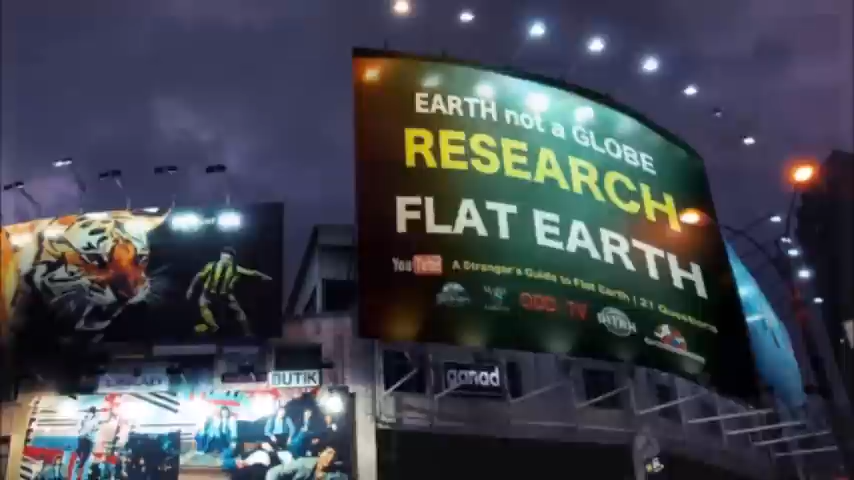 EARTH not a GLOBE
RESEARCH
FLAT EARTH
YouTube A Stranger's Guide to Flat Earth | 21 Questions
ODD TV
BUTIK
ganad